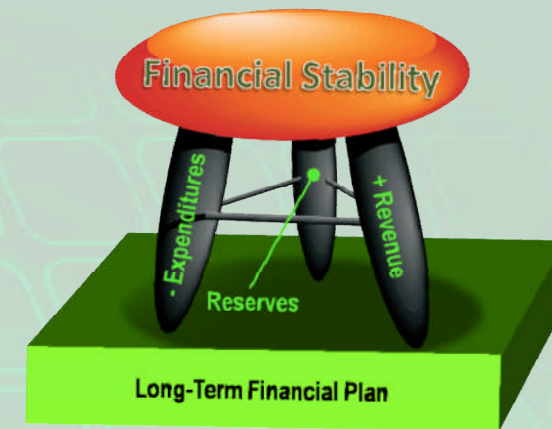 Financial Stability
- Expenditures
+ Revenue
Reserves
Long-Term Financial Plan